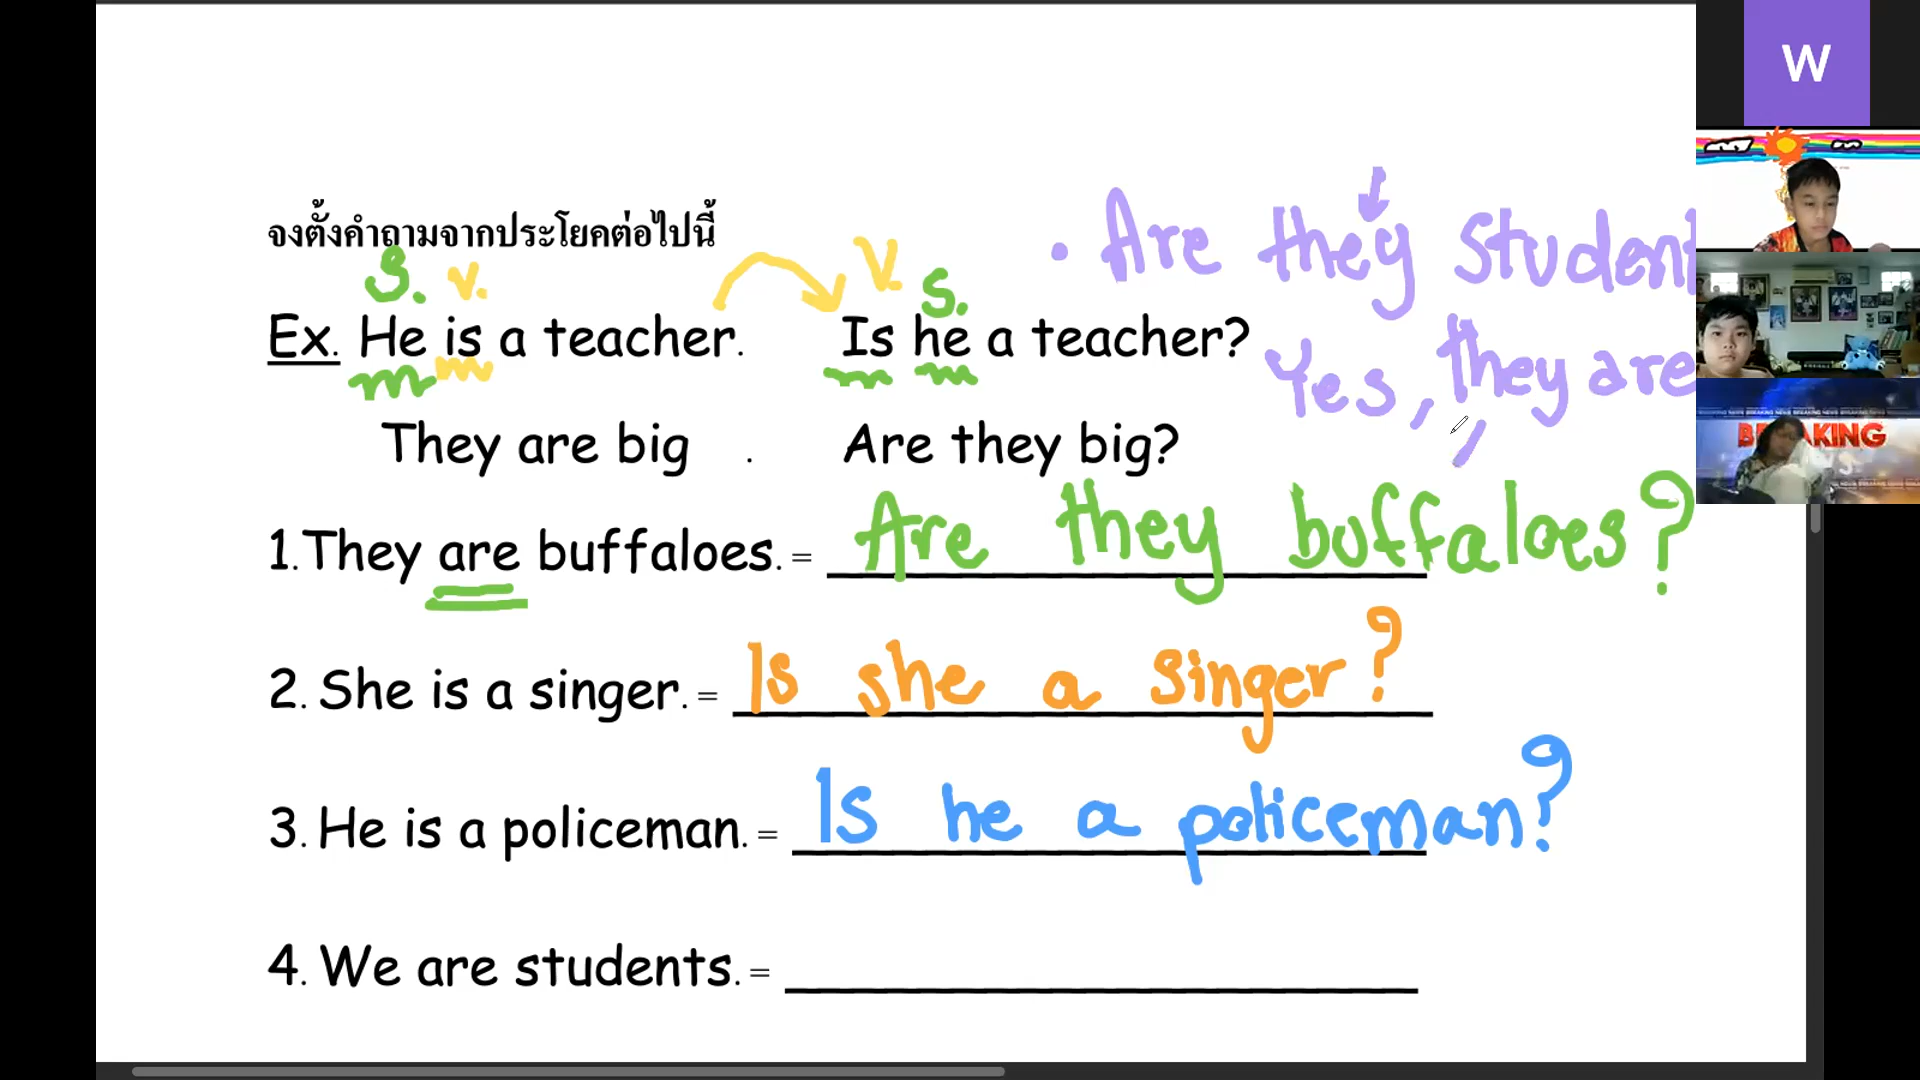 W
จงตั้งคำถามจากประโยคต่อไปนี้
• Are they student
S. V. V. S.
Ex. He is a teacher. Is he a teacher?
Yes, they are
They are big . Are they big?
BREAKING
1.They are buffaloes. = Are they buffaloes?
2. She is a singer. = Is she a singer?
3. He is a policeman. = Is he a policeman?
4. We are students. =